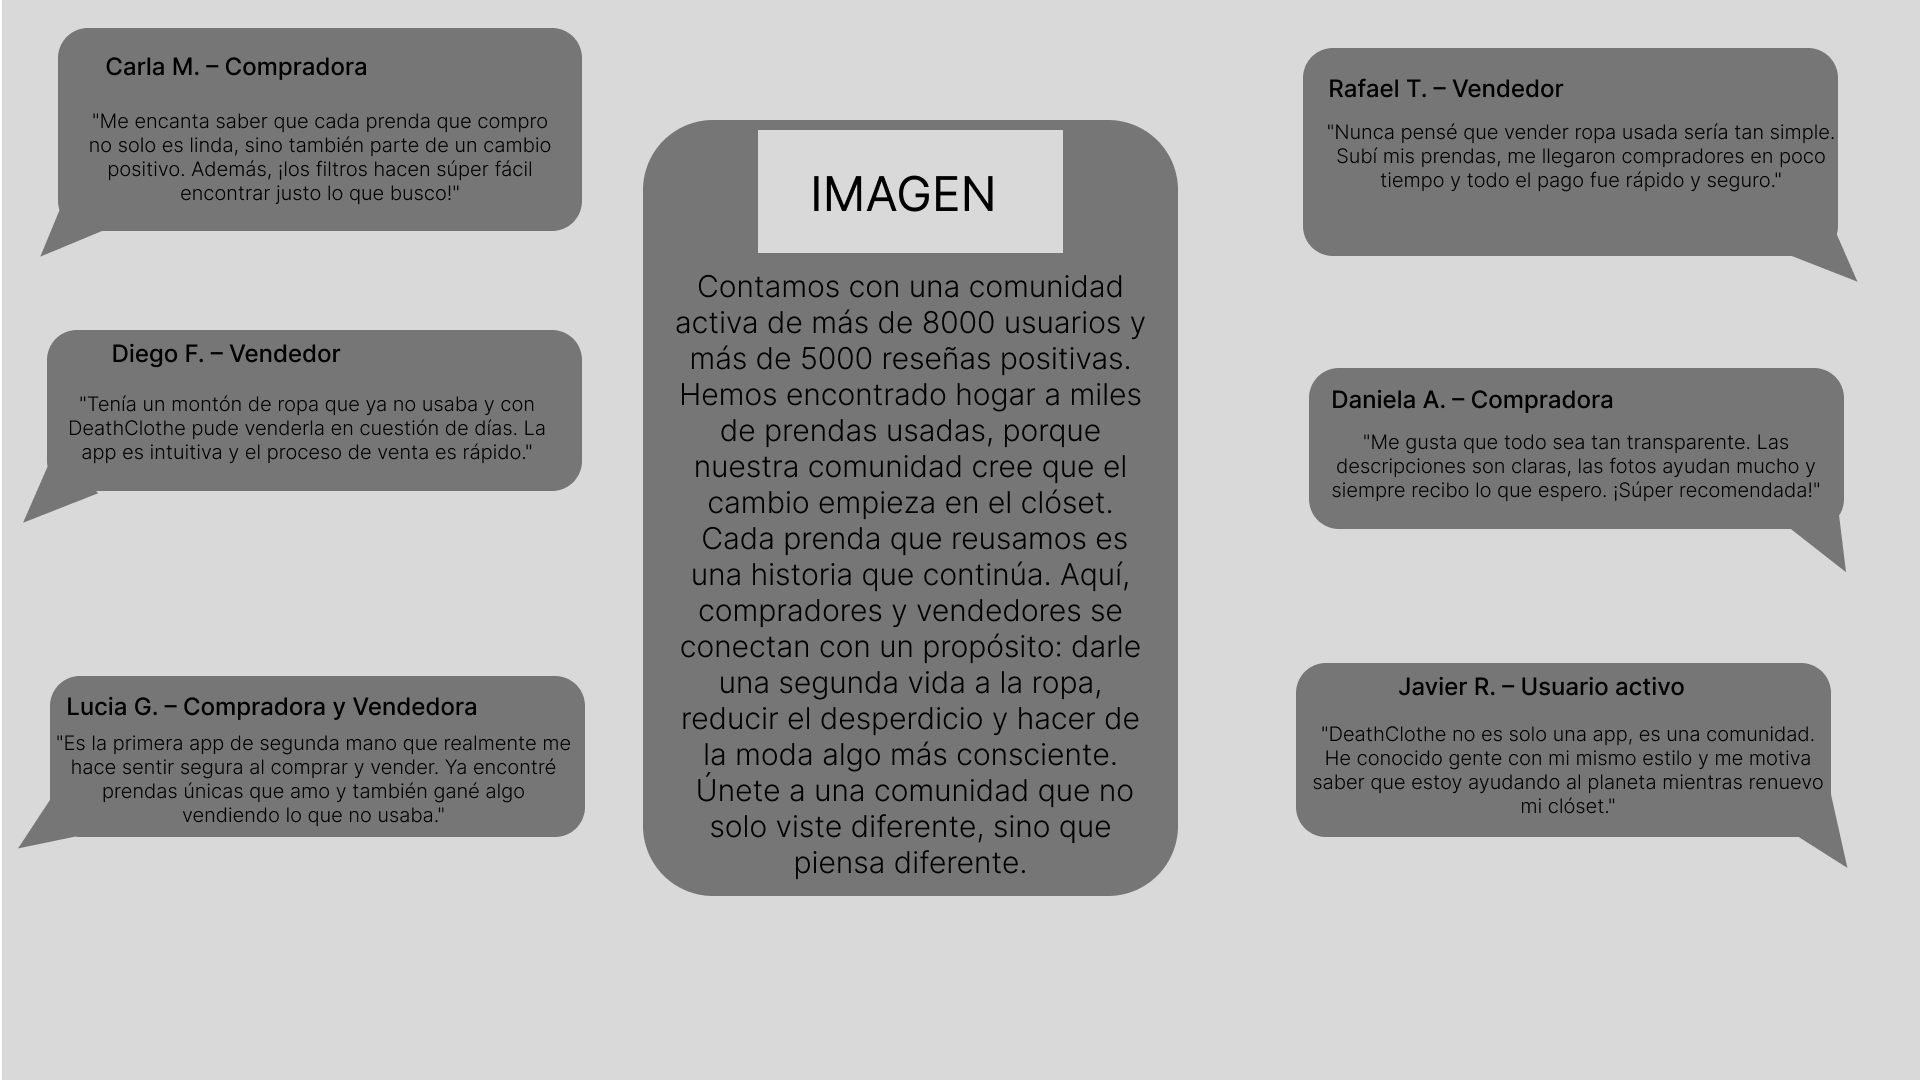 Carla M. – Compradora
"Me encanta saber que cada prenda que compro
no solo es linda, sino también parte de un cambio
positivo. Además, ¡los filtros hacen súper fácil
encontrar justo lo que busco!"
Diego F. – Vendedor
"Tenía un montón de ropa que ya no usaba y con
DeathClothe pude venderla en cuestión de días. La
app es intuitiva y el proceso de venta es rápido."
Lucia G. – Compradora y Vendedora
"Es la primera app de segunda mano que realmente me
hace sentir segura al comprar y vender. Ya encontré
prendas únicas que amo y también gané algo
vendiendo lo que no usaba."
IMAGEN
Contamos con una comunidad
activa de más de 8000 usuarios y
más de 5000 reseñas positivas.
Hemos encontrado hogar a miles
de prendas usadas, porque
nuestra comunidad cree que el
cambio empieza en el clóset.
Cada prenda que reusamos es
una historia que continúa. Aquí,
compradores y vendedores se
conectan con un propósito: darle
una segunda vida a la ropa,
reducir el desperdicio y hacer de
la moda algo más consciente.
Únete a una comunidad que no
solo viste diferente, sino que
piensa diferente.
Rafael T. – Vendedor
"Nunca pensé que vender ropa usada sería tan simple.
Subí mis prendas, me llegaron compradores en poco
tiempo y todo el pago fue rápido y seguro."
Daniela A. – Compradora
"Me gusta que todo sea tan transparente. Las
descripciones son claras, las fotos ayudan mucho y
siempre recibo lo que espero. ¡Súper recomendada!"
Javier R. – Usuario activo
"DeathClothe no es solo una app, es una comunidad.
He conocido gente con mi mismo estilo y me motiva
saber que estoy ayudando al planeta mientras renuevo
mi clóset."